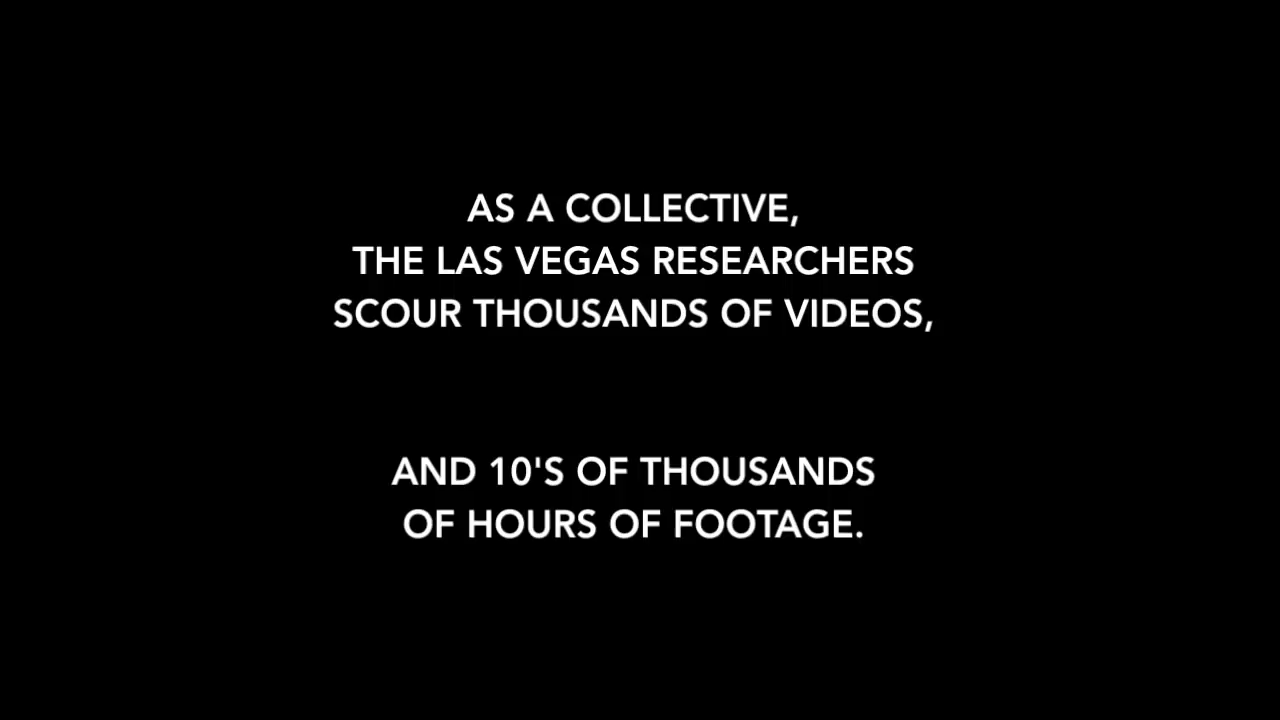 AS A COLLECTIVE,
THE LAS VEGAS RESEARCHERS
SCOUR THOUSANDS OF VIDEOS,
AND 10'S OF THOUSANDS
OF HOURS OF FOOTAGE.